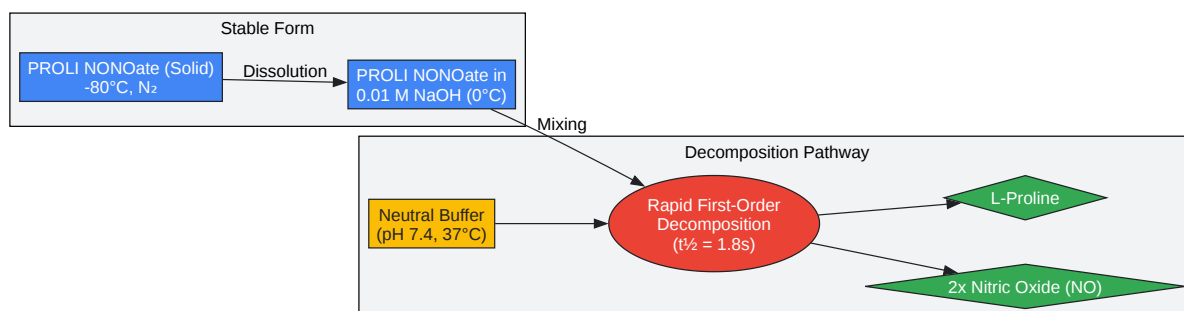 Stable Form
PROLI NONOate (Solid)
-80°C, N₂
Dissolution
PROLI NONOate in
0.01 M NaOH (0°C)
Mixing
Decomposition Pathway
Neutral Buffer
(pH 7.4, 37°C)
Rapid First-Order
Decomposition
(t½ = 1.8s)
L-Proline
2x Nitric Oxide (NO)